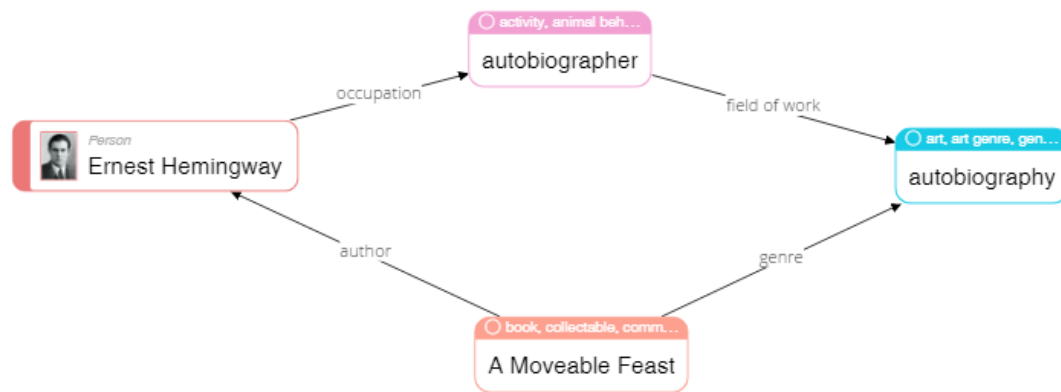 activity, animal beh...
autobiographer
occupation
field of work
Person
Ernest Hemingway
art, art genre, gen...
autobiography
author
genre
book, collectable, comm...
A Moveable Feast